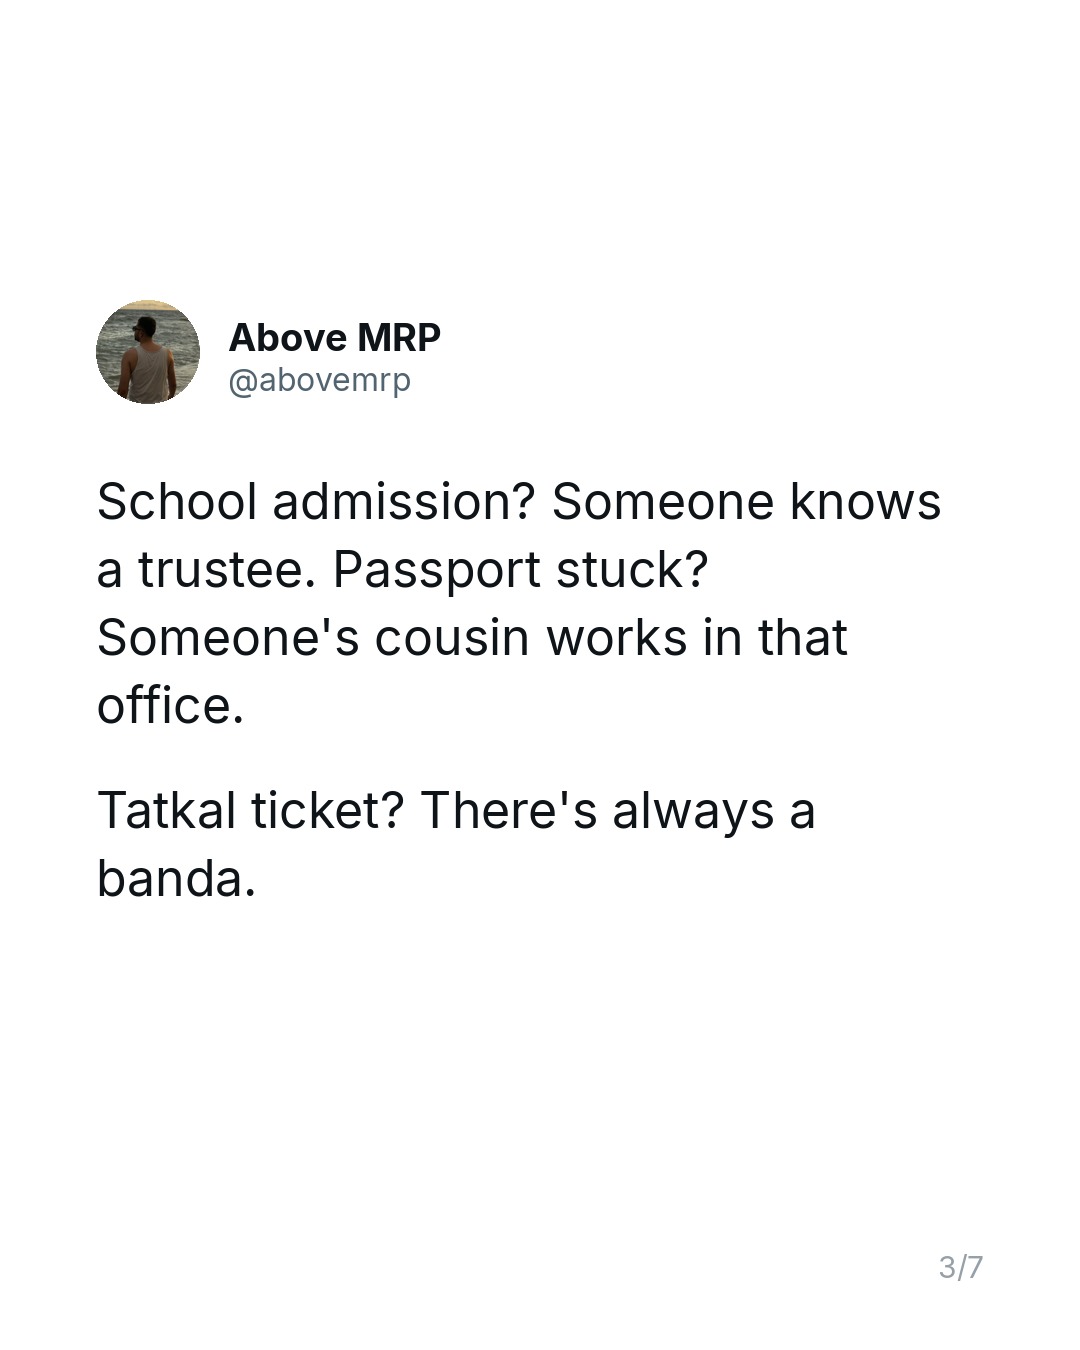 Above MRP
@abovemrp
School admission? Someone knows
a trustee. Passport stuck?
Someone's cousin works in that
office.
Tatkal ticket? There's always a
banda.
3/7